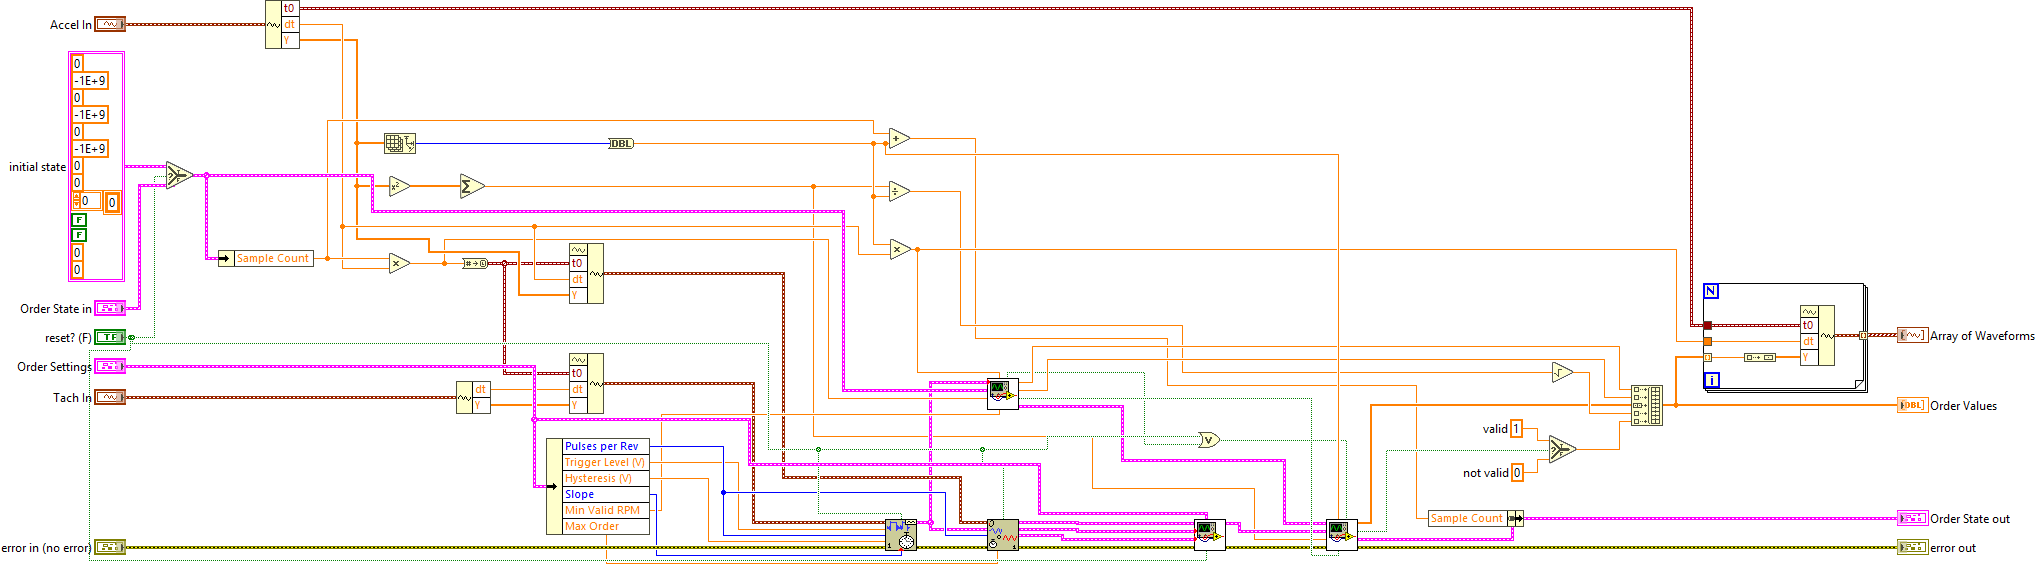 Accel In
t0
dt
Y
initial state
0
-1E+9
0
-1E+9
0
-1E+9
0
0
0
0
F
F
0
0
Sample Count
DBL
t0
dt
Y
Order State in
reset? (F)
TF
Order Settings
Tach In
dt
Y
t0
dt
Y
Pulses per Rev
Trigger Level (V)
Hysteresis (V)
Slope
Min Valid RPM
Max Order
error in (no error)
valid
1
not valid
0
N
i
t0
dt
Y
Array of Waveforms
DBL
Order Values
Sample Count
Order State out
error out